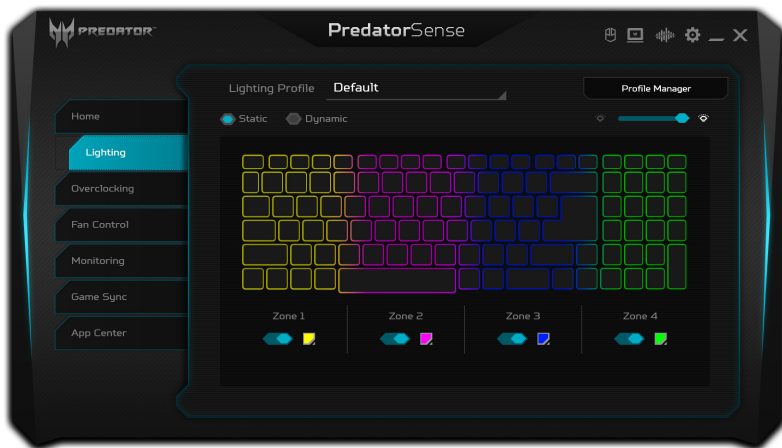 PREDATOR
PredatorSense
Lighting Profile Default
Profile Manager
Static Dynamic
Home
Lighting
Overclocking
Fan Control
Monitoring
Game Sync
App Center
Zone 1 Zone 2 Zone 3 Zone 4